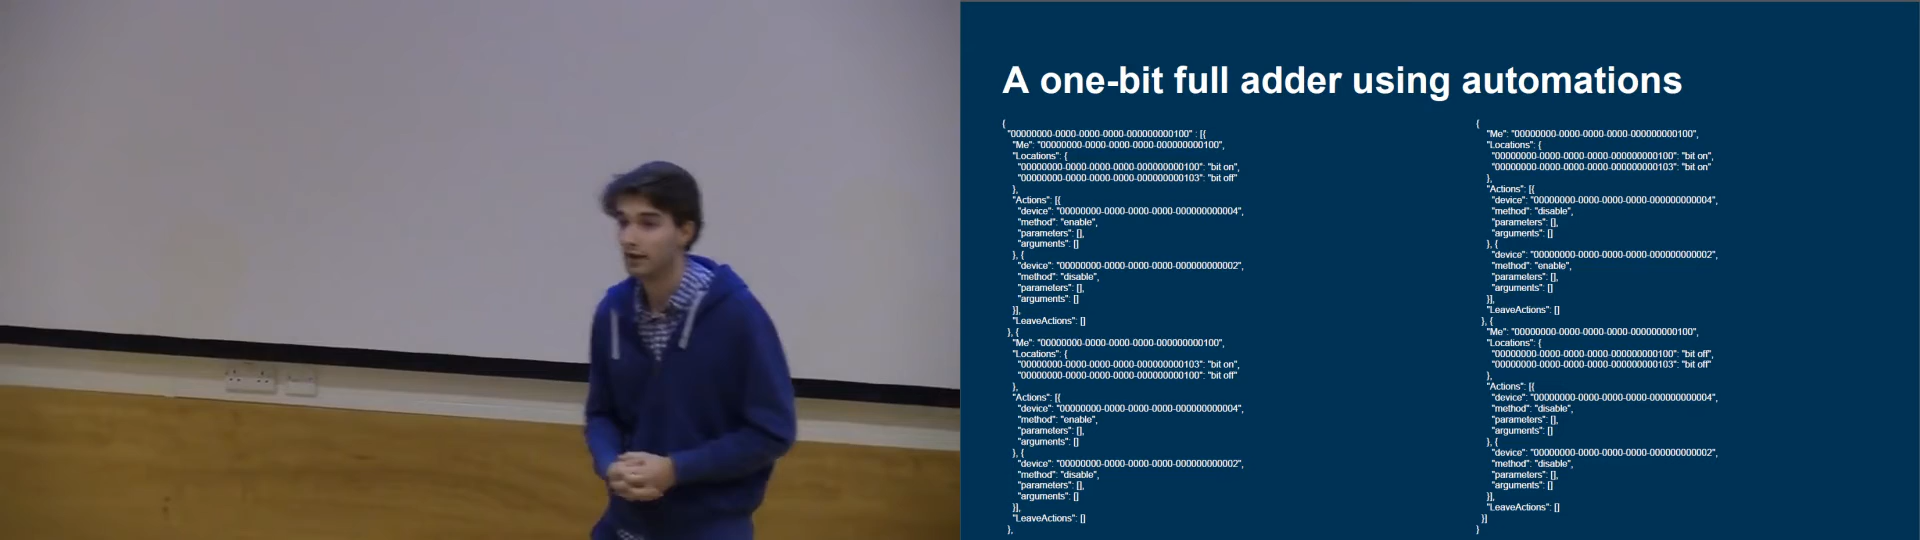 A one-bit full adder using automations
{
"00000000-0000-0000-0000-000000000100" : [{
"Me": "00000000-0000-0000-0000-000000000100",
"Locations": {
"00000000-0000-0000-0000-000000000100": "bit on",
"00000000-0000-0000-0000-000000000103": "bit off"
},
"Actions": [{
"device": "00000000-0000-0000-0000-000000000004",
"method": "enable",
"parameters": [],
"arguments": []
}, {
"device": "00000000-0000-0000-0000-000000000002",
"method": "disable",
"parameters": [],
"arguments": []
}],
"LeaveActions": []
}, {
"Me": "00000000-0000-0000-0000-000000000100",
"Locations": {
"00000000-0000-0000-0000-000000000103": "bit on",
"00000000-0000-0000-0000-000000000100": "bit off"
},
"Actions": [{
"device": "00000000-0000-0000-0000-000000000004",
"method": "enable",
"parameters": [],
"arguments": []
}, {
"device": "00000000-0000-0000-0000-000000000002",
"method": "disable",
"parameters": [],
"arguments": []
}],
"LeaveActions": []
},
{
"Me": "00000000-0000-0000-0000-000000000100",
"Locations": {
"00000000-0000-0000-0000-000000000100": "bit on",
"00000000-0000-0000-0000-000000000103": "bit on"
},
"Actions": [{
"device": "00000000-0000-0000-0000-000000000004",
"method": "disable",
"parameters": [],
"arguments": []
}, {
"device": "00000000-0000-0000-0000-000000000002",
"method": "enable",
"parameters": [],
"arguments": []
}],
"LeaveActions": []
}, {
"Me": "00000000-0000-0000-0000-000000000100",
"Locations": {
"00000000-0000-0000-0000-000000000100": "bit off",
"00000000-0000-0000-0000-000000000103": "bit off"
},
"Actions": [{
"device": "00000000-0000-0000-0000-000000000004",
"method": "disable",
"parameters": [],
"arguments": []
}, {
"device": "00000000-0000-0000-0000-000000000002",
"method": "disable",
"parameters": [],
"arguments": []
}],
"LeaveActions": []
}]
}